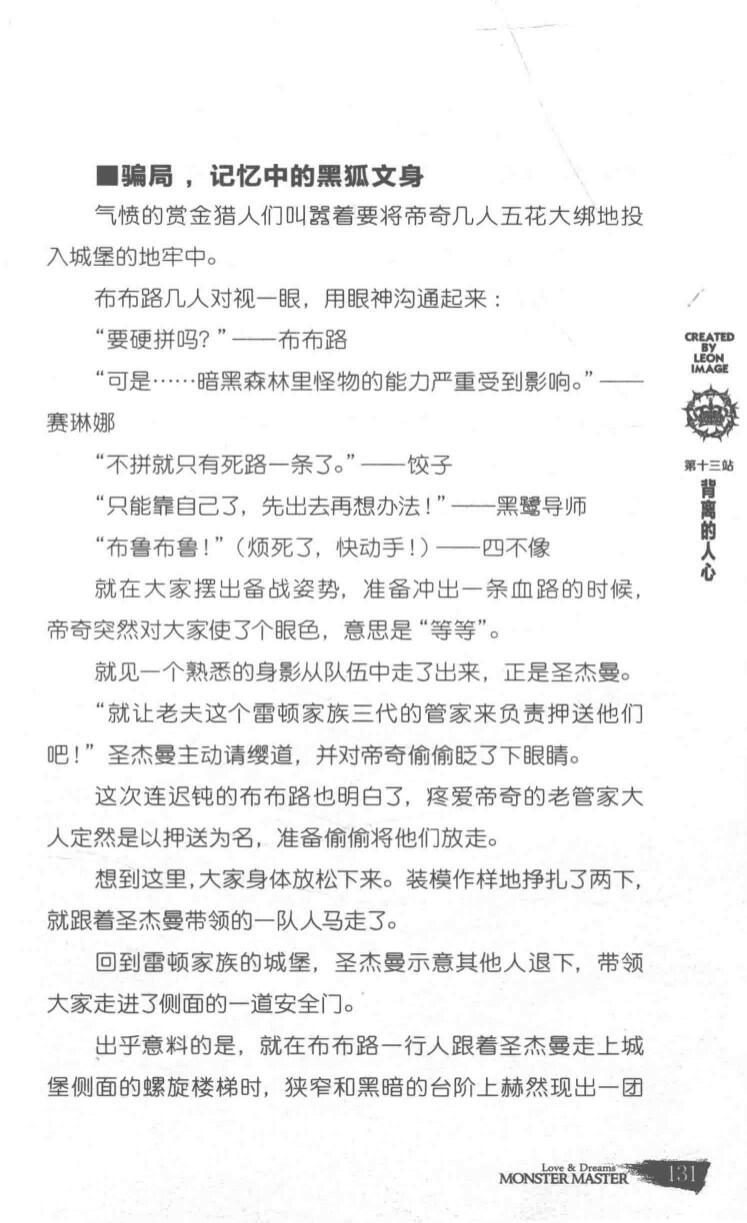 ■骗局，记忆中的黑狐文身
气愤的赏金猎人们叫嚣着要将帝奇几人五花大绑地投
入城堡的地牢中。
布布路几人对视一眼，用眼神沟通起来：
“要硬拼吗？”——布布路
“可是……暗黑森林里怪物的能力严重受到影响。”——
赛琳娜
“不拼就只有死路一条了。”——饺子
“只能靠自己了，先出去再想办法！”——黑鹭导师
“布鲁布鲁！”（烦死了，快动手！）——四不像
就在大家摆出备战姿势，准备冲出一条血路的时候，
帝奇突然对大家使了个眼色，意思是“等等”。
就见一个熟悉的身影从队伍中走了出来，正是圣杰曼。
“就让老夫这个雷顿家族三代的管家来负责押送他们
吧！”圣杰曼主动请缨道，并对帝奇偷偷眨了下眼睛。
这次连迟钝的布布路也明白了，疼爱帝奇的老管家大
人定然是以押送为名，准备偷偷将他们放走。
想到这里，大家身体放松下来。装模作样地挣扎了两下，
就跟着圣杰曼带领的一队人马走了。
回到雷顿家族的城堡，圣杰曼示意其他人退下，带领
大家走进了侧面的一道安全门。
出乎意料的是，就在布布路一行人跟着圣杰曼走上城
堡侧面的螺旋楼梯时，狭窄和黑暗的台阶上赫然现出一团
CREATED
BY
LEON
IMAGE
第十三站
背离的人心
Love & Dreams
MONSTER MASTER
131